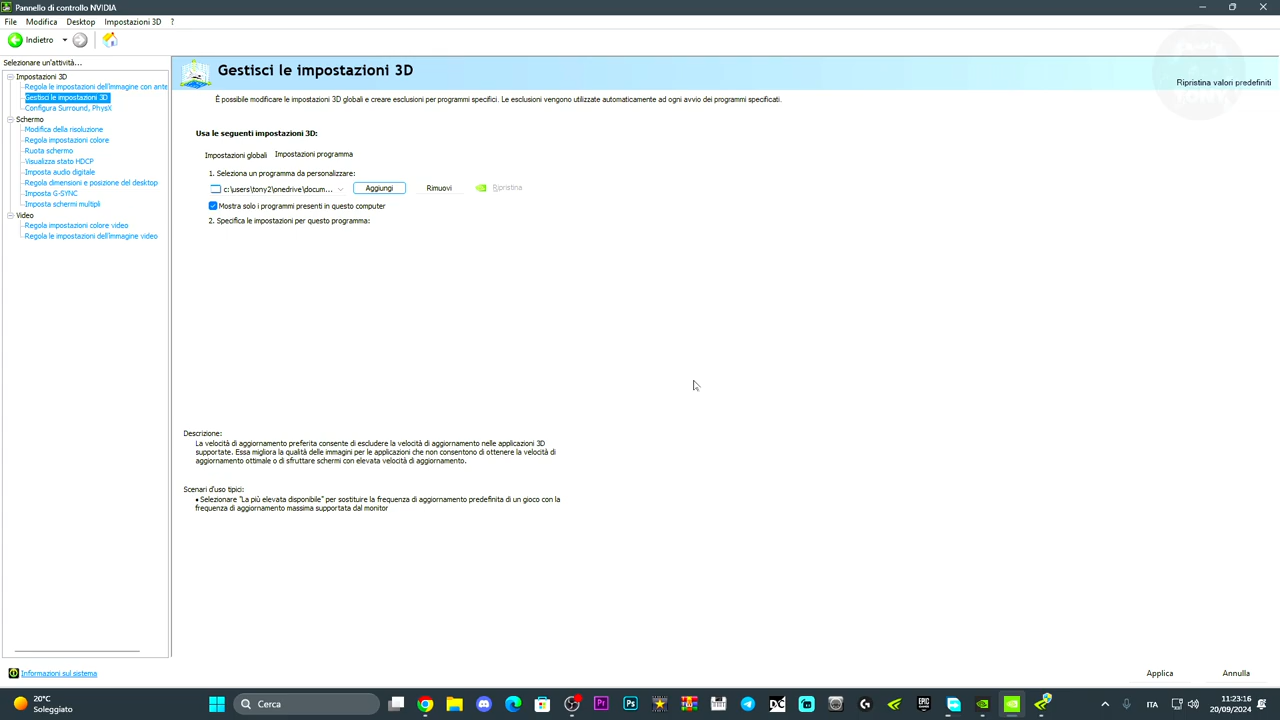 Pannello di controllo NVIDIA
File Modifica Desktop Impostazioni 3D ?
Indietro
Selezionare un'attività...
Impostazioni 3D
Regola le impostazioni dell'immagine con ante
Gestisci le impostazioni 3D
Configura Surround, PhysX
Schermo
Modifica della risoluzione
Regola impostazioni colore
Ruota schermo
Visualizza stato HDCP
Imposta audio digitale
Regola dimensioni e posizione del desktop
Imposta G-SYNC
Imposta schermi multipli
Video
Regola impostazioni colore video
Regola le impostazioni dell'immagine video
Informazioni sul sistema
Gestisci le impostazioni 3D
Ripristina valori predefiniti
È possibile modificare le impostazioni 3D globali e creare esclusioni per programmi specifici. Le esclusioni vengono utilizzate automaticamente ad ogni avvio dei programmi specificati.
Usa le seguenti impostazioni 3D:
Impostazioni globali Impostazioni programma
1. Seleziona un programma da personalizzare:
c:\users\tony2\onedrive\docum... Aggiungi Rimuovi Ripristina
Mostra solo i programmi presenti in questo computer
2. Specifica le impostazioni per questo programma:
Descrizione:
La velocità di aggiornamento preferita consente di escludere la velocità di aggiornamento nelle applicazioni 3D
supportate. Essa migliora la qualità delle immagini per le applicazioni che non consentono di ottenere la velocità di
aggiornamento ottimale o di sfruttare schermi con elevata velocità di aggiornamento.
Scenari d'uso tipici:
• Selezionare "La più elevata disponibile" per sostituire la frequenza di aggiornamento predefinita di un gioco con la
frequenza di aggiornamento massima supportata dal monitor
Applica Annulla
20°C
Soleggiato
Cerca
ITA
11:23:16
20/09/2024